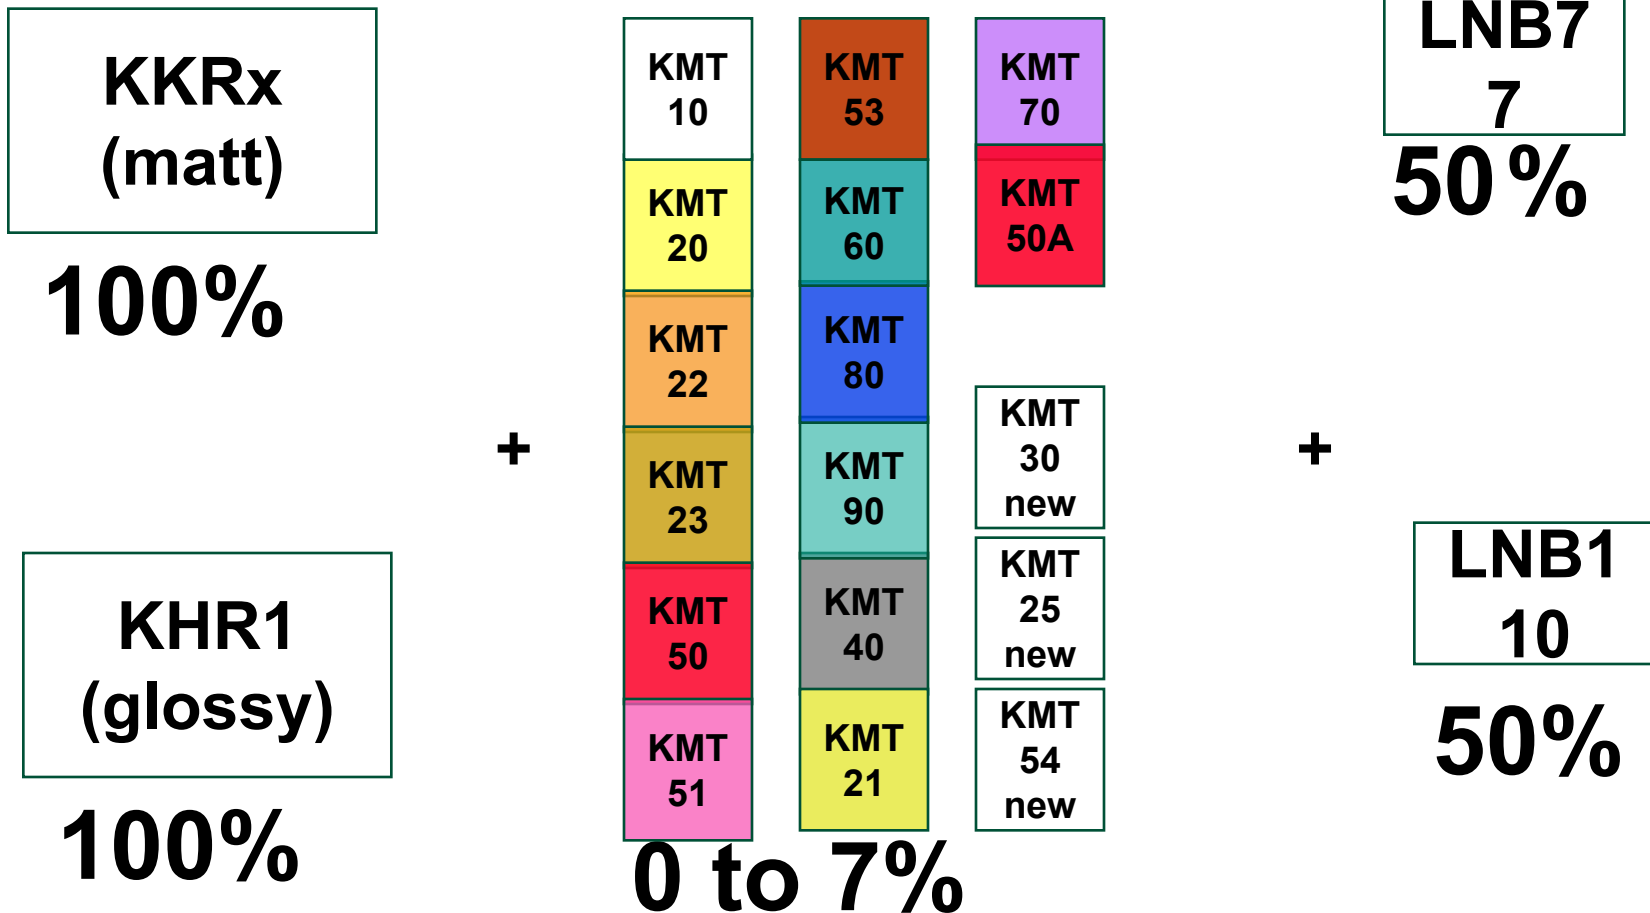 KKRx
(matt)
100%
KHR1
(glossy)
100%
+
KMT
10
KMT
20
KMT
22
KMT
23
KMT
50
KMT
51
KMT
53
KMT
60
KMT
80
KMT
90
KMT
40
KMT
21
KMT
70
KMT
50A
KMT
30
new
KMT
25
new
KMT
54
new
0 to 7%
+
LNB7
7
50%
LNB1
10
50%